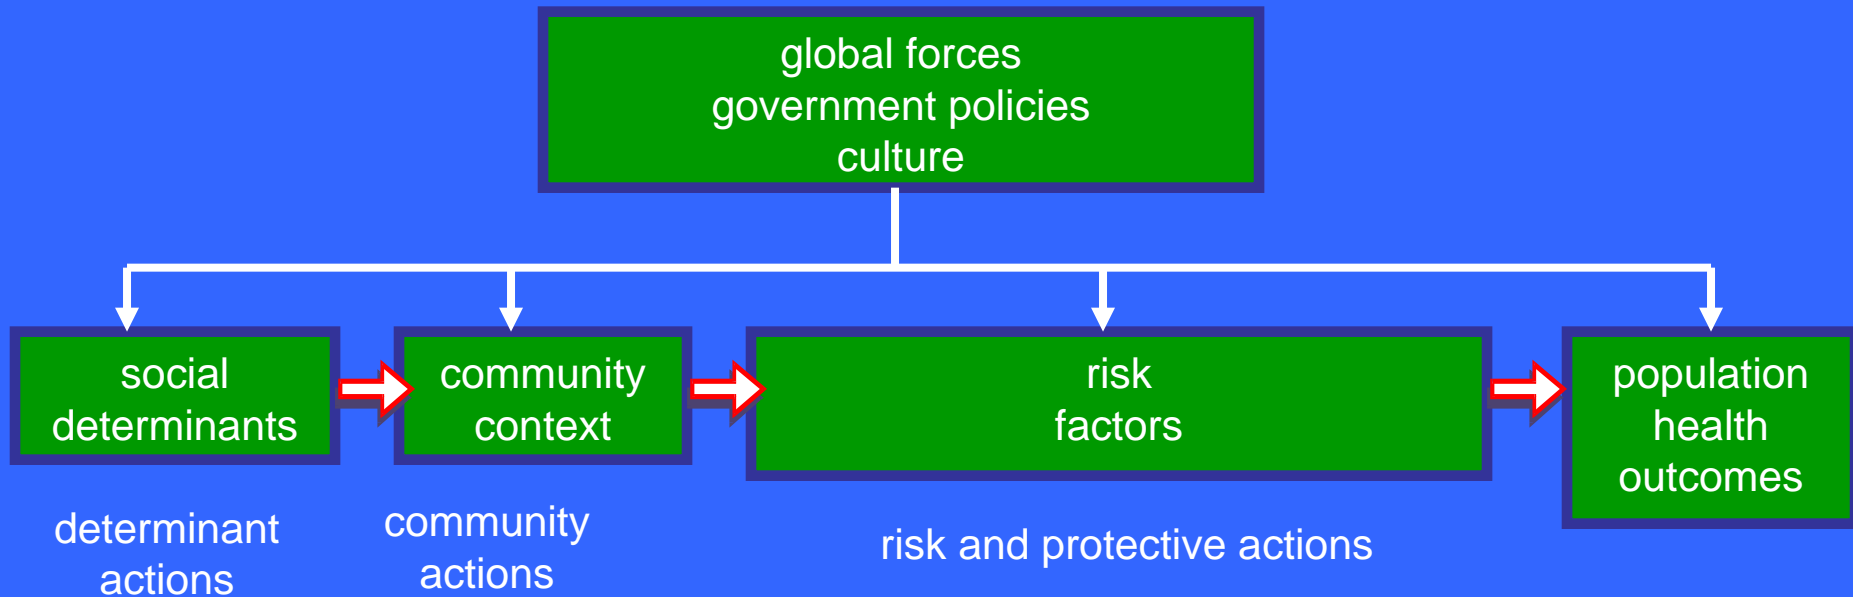 global forces
government policies
culture
social
determinants
community
context
risk
factors
population
health
outcomes
determinant
actions
community
actions
risk and protective actions